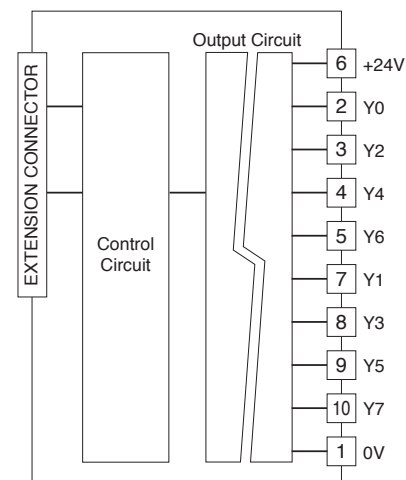 Output Circuit
EXTENSION CONNECTOR
Control
Circuit
6 +24V
2 Y0
3 Y2
4 Y4
5 Y6
7 Y1
8 Y3
9 Y5
10 Y7
1 0V